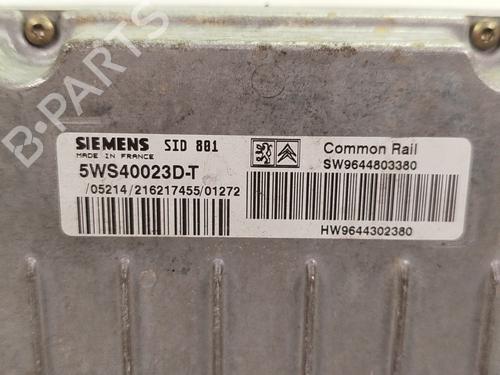 B-PARTS
SIEMENS SID 801
MADE IN FRANCE
5WS40023D-T
/05214/216217455/01272
Common Rail
SW9644803380
HW9644302380